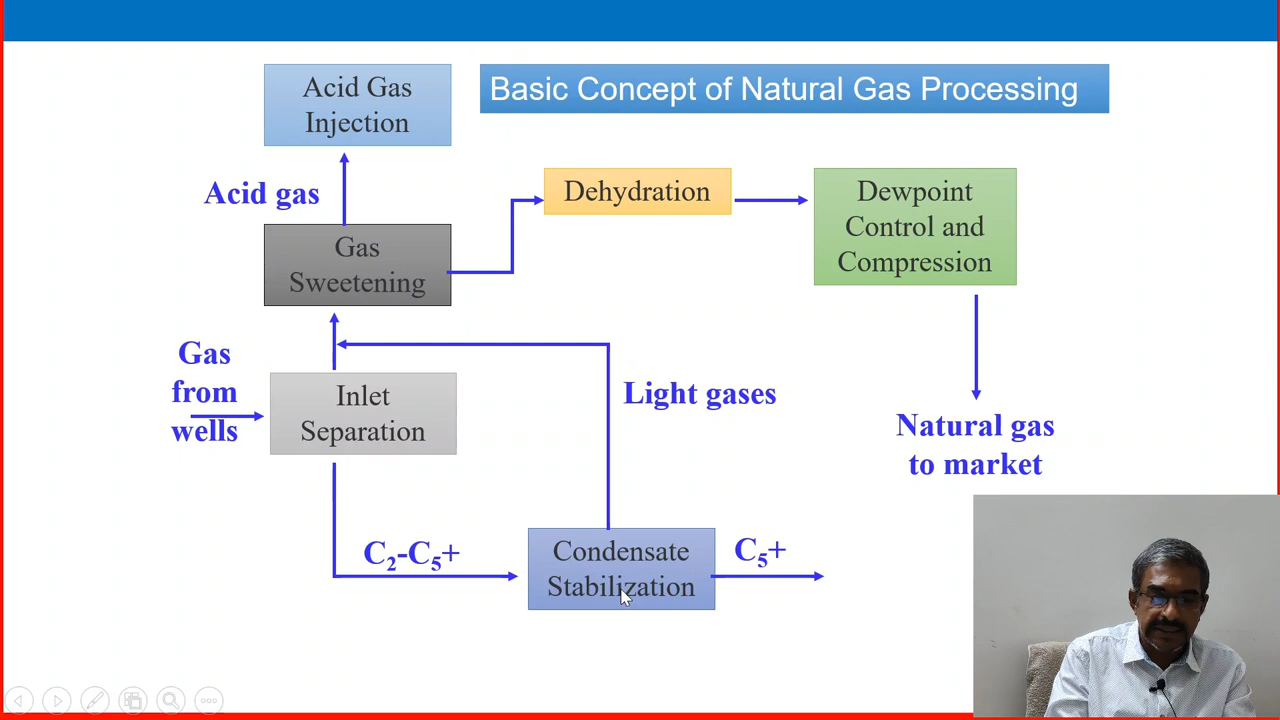 Basic Concept of Natural Gas Processing
Acid Gas
Injection
Acid gas
Dehydration
Dewpoint
Control and
Compression
Gas
Sweetening
Gas
from
wells
Inlet
Separation
Light gases
Natural gas
to market
C₂-C₅+
Condensate
Stabilization
C₅+